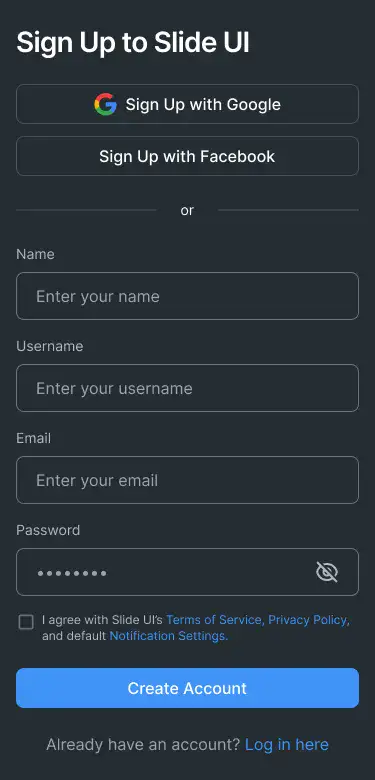 Sign Up to Slide UI
Sign Up with Google
Sign Up with Facebook
or
Name
Enter your name
Username
Enter your username
Email
Enter your email
Password
••••••••
I agree with Slide UI's Terms of Service, Privacy Policy,
and default Notification Settings.
Create Account
Already have an account? Log in here